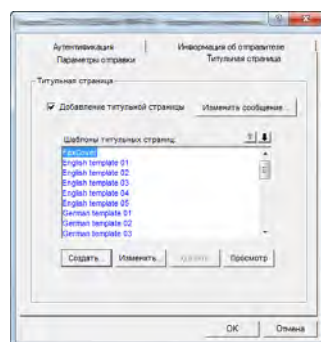 Аутентификация
Информация об отправителе
Параметры отправки
Титульная страница
Титульная страница
Добавление титульной страницы
Изменить сообщение...
Шаблоны титульных страниц:
FaxCover
English template 01
English template 02
English template 03
English template 04
English template 05
German template 01
German template 02
German template 03
Создать...
Изменить...
Удалить
Просмотр
OK
Отмена